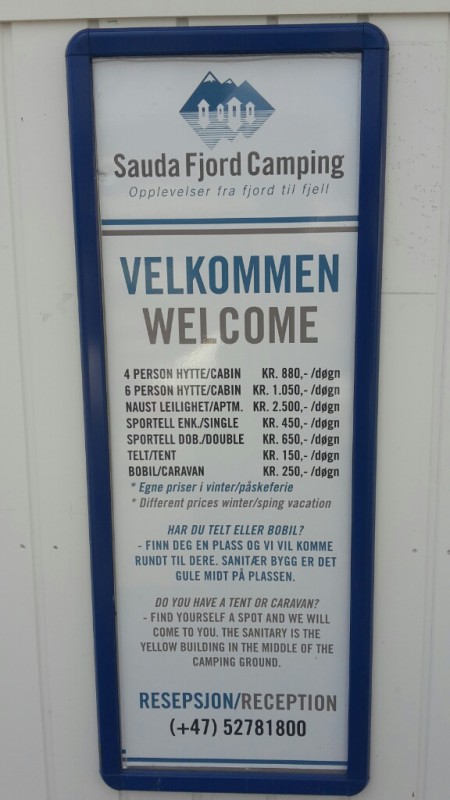 Sauda Fjord Camping
Opplevelser fra fjord til fjell
VELKOMMEN
WELCOME
4 PERSON HYTTE/CABIN KR. 880,- /døgn
6 PERSON HYTTE/CABIN KR. 1.050,- /døgn
NAUST LEILIGHET/APTM. KR. 2.500,- /døgn
SPORTELL ENK./SINGLE KR. 450,- /døgn
SPORTELL DOB./DOUBLE KR. 650,- /døgn
TELT/TENT KR. 150,- /døgn
BOBIL/CARAVAN KR. 250,- /døgn
* Egne priser i vinter/påskeferie
* Different prices winter/sping vacation
HAR DU TELT ELLER BOBIL?
- FINN DEG EN PLASS OG VI VIL KOMME
RUNDT TIL DERE. SANITÆR BYGG ER DET
GULE MIDT PÅ PLASSEN.
DO YOU HAVE A TENT OR CARAVAN?
- FIND YOURSELF A SPOT AND WE WILL
COME TO YOU. THE SANITARY IS THE
YELLOW BUILDING IN THE MIDDLE OF THE
CAMPING GROUND.
RESEPSJON/RECEPTION
(+47) 52781800